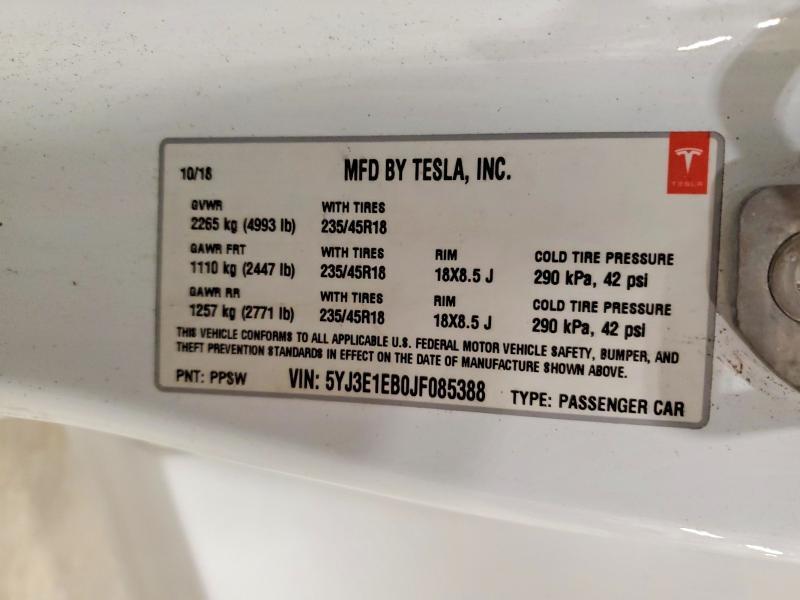 10/18 MFD BY TESLA, INC.
TESLA
GVWR WITH TIRES
2265 kg (4993 lb) 235/45R18
GAWR FRT WITH TIRES RIM COLD TIRE PRESSURE
1110 kg (2447 lb) 235/45R18 18X8.5 J 290 kPa, 42 psi
GAWR RR WITH TIRES RIM COLD TIRE PRESSURE
1257 kg (2771 lb) 235/45R18 18X8.5 J 290 kPa, 42 psi
THIS VEHICLE CONFORMS TO ALL APPLICABLE U.S. FEDERAL MOTOR VEHICLE SAFETY, BUMPER, AND
THEFT PREVENTION STANDARDS IN EFFECT ON THE DATE OF MANUFACTURE SHOWN ABOVE.
PNT: PPSW VIN: 5YJ3E1EB0JF085388 TYPE: PASSENGER CAR